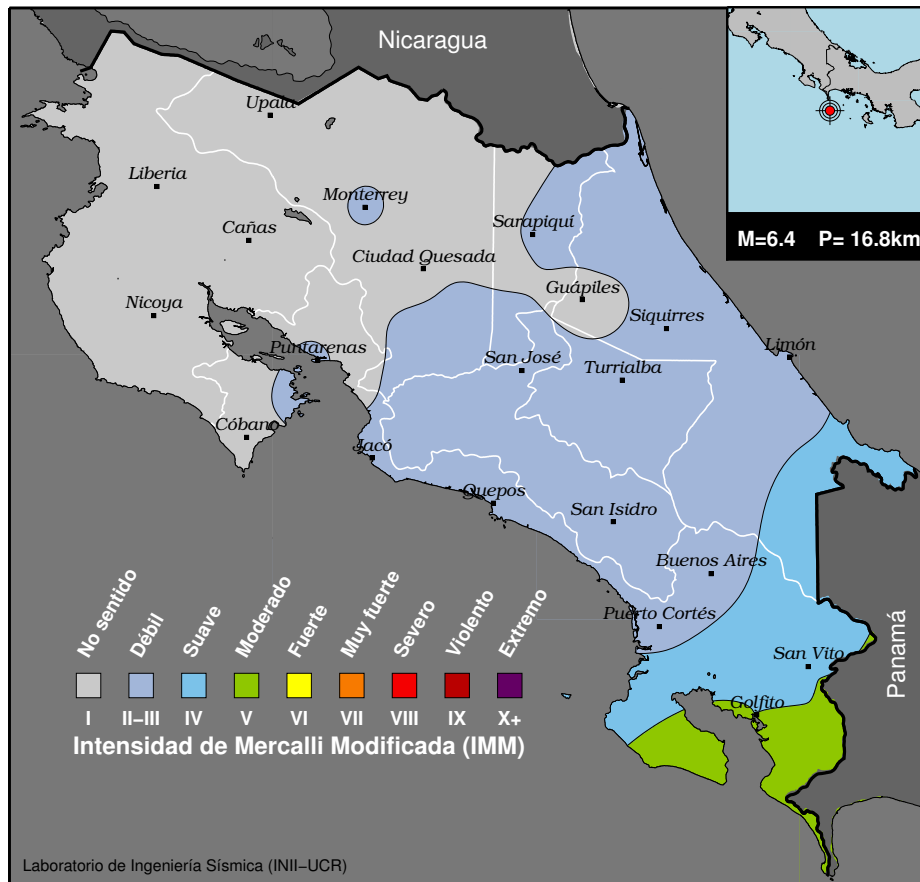 Nicaragua
Upala
Liberia
Monterrey
Sarapiquí
Cañas
Ciudad Quesada
M=6.4 P= 16.8km
Nicoya
Guápiles
Siquirres
Puntarenas
San José
Limón
Turrialba
Cóbano
Jacó
Quepos
San Isidro
Buenos Aires
Puerto Cortés
San Vito
Golfito
Panamá
No sentido
Débil
Suave
Moderado
Fuerte
Muy fuerte
Severo
Violento
Extremo
I II−III IV V VI VII VIII IX X+
Intensidad de Mercalli Modificada (IMM)
Laboratorio de Ingeniería Sísmica (INII−UCR)